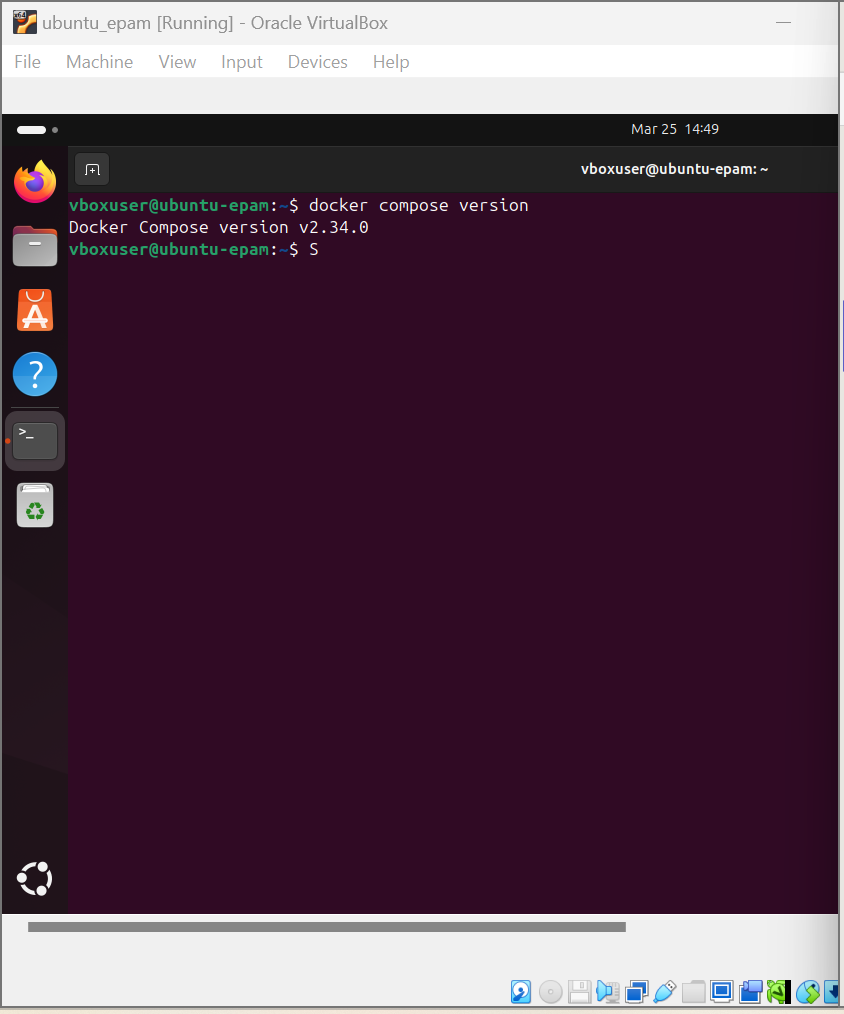 ubuntu_epam [Running] - Oracle VirtualBox
File Machine View Input Devices Help
Mar 25 14:49
vboxuser@ubuntu-epam: ~
vboxuser@ubuntu-epam:~$ docker compose version
Docker Compose version v2.34.0
vboxuser@ubuntu-epam:~$ S